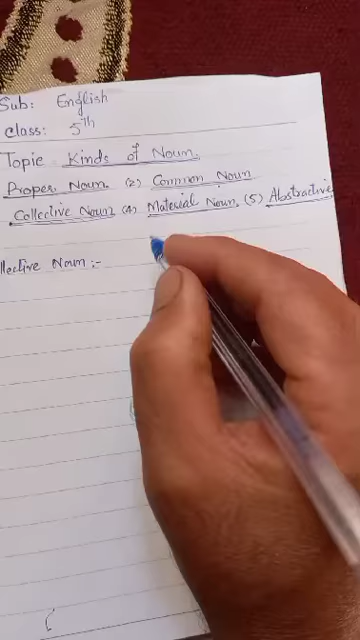 Sub: English
Class: 5th
Topic Kinds of Noun.
Proper Noun (2) Common Noun
Collective Noun (4) Material Noun. (5) Abstractive
llective Noun :-